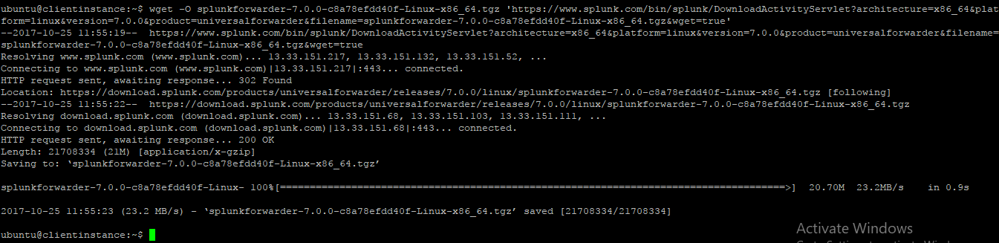 ubuntu@clientinstance:~$ wget -O splunkforwarder-7.0.0-c8a78efdd40f-Linux-x86_64.tgz 'https://www.splunk.com/bin/splunk/DownloadActivityServlet?architecture=x86_64&plat
form=linux&version=7.0.0&product=universalforwarder&filename=splunkforwarder-7.0.0-c8a78efdd40f-Linux-x86_64.tgz&wget=true'
--2017-10-25 11:55:19--  https://www.splunk.com/bin/splunk/DownloadActivityServlet?architecture=x86_64&platform=linux&version=7.0.0&product=universalforwarder&filename=
splunkforwarder-7.0.0-c8a78efdd40f-Linux-x86_64.tgz&wget=true
Resolving www.splunk.com (www.splunk.com)... 13.33.151.217, 13.33.151.132, 13.33.151.52, ...
Connecting to www.splunk.com (www.splunk.com)|13.33.151.217|:443... connected.
HTTP request sent, awaiting response... 302 Found
Location: https://download.splunk.com/products/universalforwarder/releases/7.0.0/linux/splunkforwarder-7.0.0-c8a78efdd40f-Linux-x86_64.tgz [following]
--2017-10-25 11:55:22--  https://download.splunk.com/products/universalforwarder/releases/7.0.0/linux/splunkforwarder-7.0.0-c8a78efdd40f-Linux-x86_64.tgz
Resolving download.splunk.com (download.splunk.com)... 13.33.151.68, 13.33.151.103, 13.33.151.111, ...
Connecting to download.splunk.com (download.splunk.com)|13.33.151.68|:443... connected.
HTTP request sent, awaiting response... 200 OK
Length: 21708334 (21M) [application/x-gzip]
Saving to: ‘splunkforwarder-7.0.0-c8a78efdd40f-Linux-x86_64.tgz’
splunkforwarder-7.0.0-c8a78efdd40f-Linux- 100%[=====================================================================================>]  20.70M  23.2MB/s    in 0.9s
2017-10-25 11:55:23 (23.2 MB/s) - ‘splunkforwarder-7.0.0-c8a78efdd40f-Linux-x86_64.tgz’ saved [21708334/21708334]
ubuntu@clientinstance:~$
Activate Windows